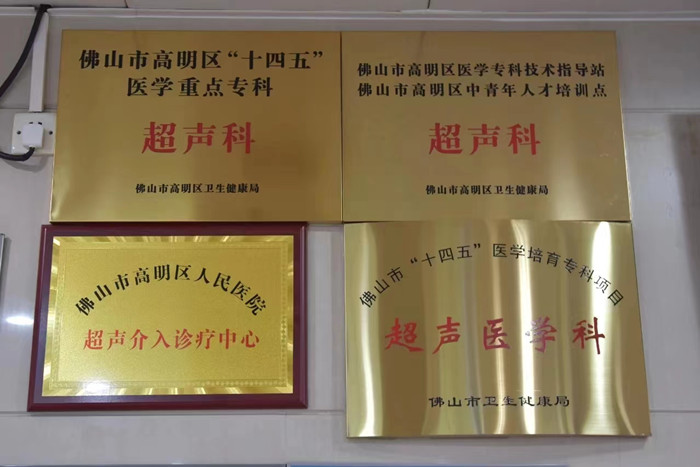 佛山市高明区“十四五”
医学重点专科
超声科
佛山市高明区卫生健康局
佛山市高明区医学专科技术指导站
佛山市高明区中青年人才培训点
超声科
佛山市高明区卫生健康局
佛山市高明区人民医院
超声介入诊疗中心
佛山市“十四五”医学培育专科项目
超声医学科
佛山市卫生健康局